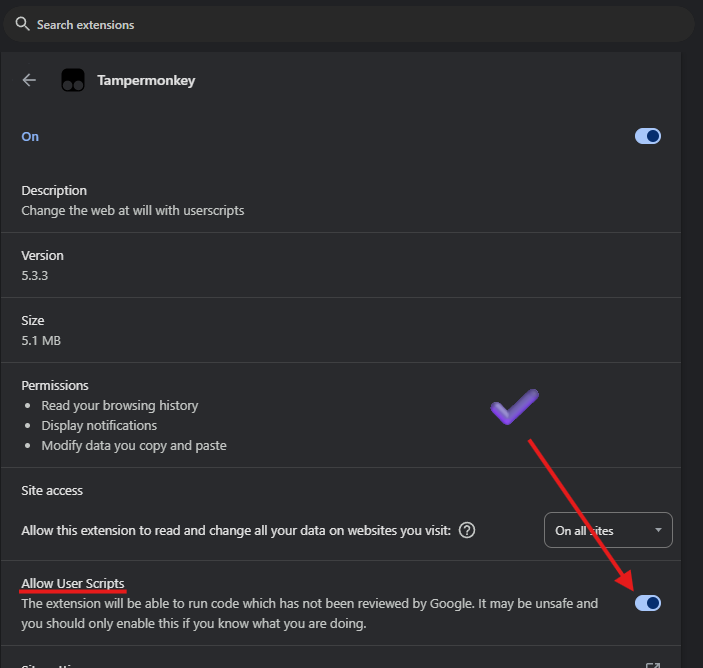 Search extensions
Tampermonkey
On
Description
Change the web at will with userscripts
Version
5.3.3
Size
5.1 MB
Permissions
Read your browsing history
Display notifications
Modify data you copy and paste
Site access
Allow this extension to read and change all your data on websites you visit:
On all sites
Allow User Scripts
The extension will be able to run code which has not been reviewed by Google. It may be unsafe and
you should only enable this if you know what you are doing.